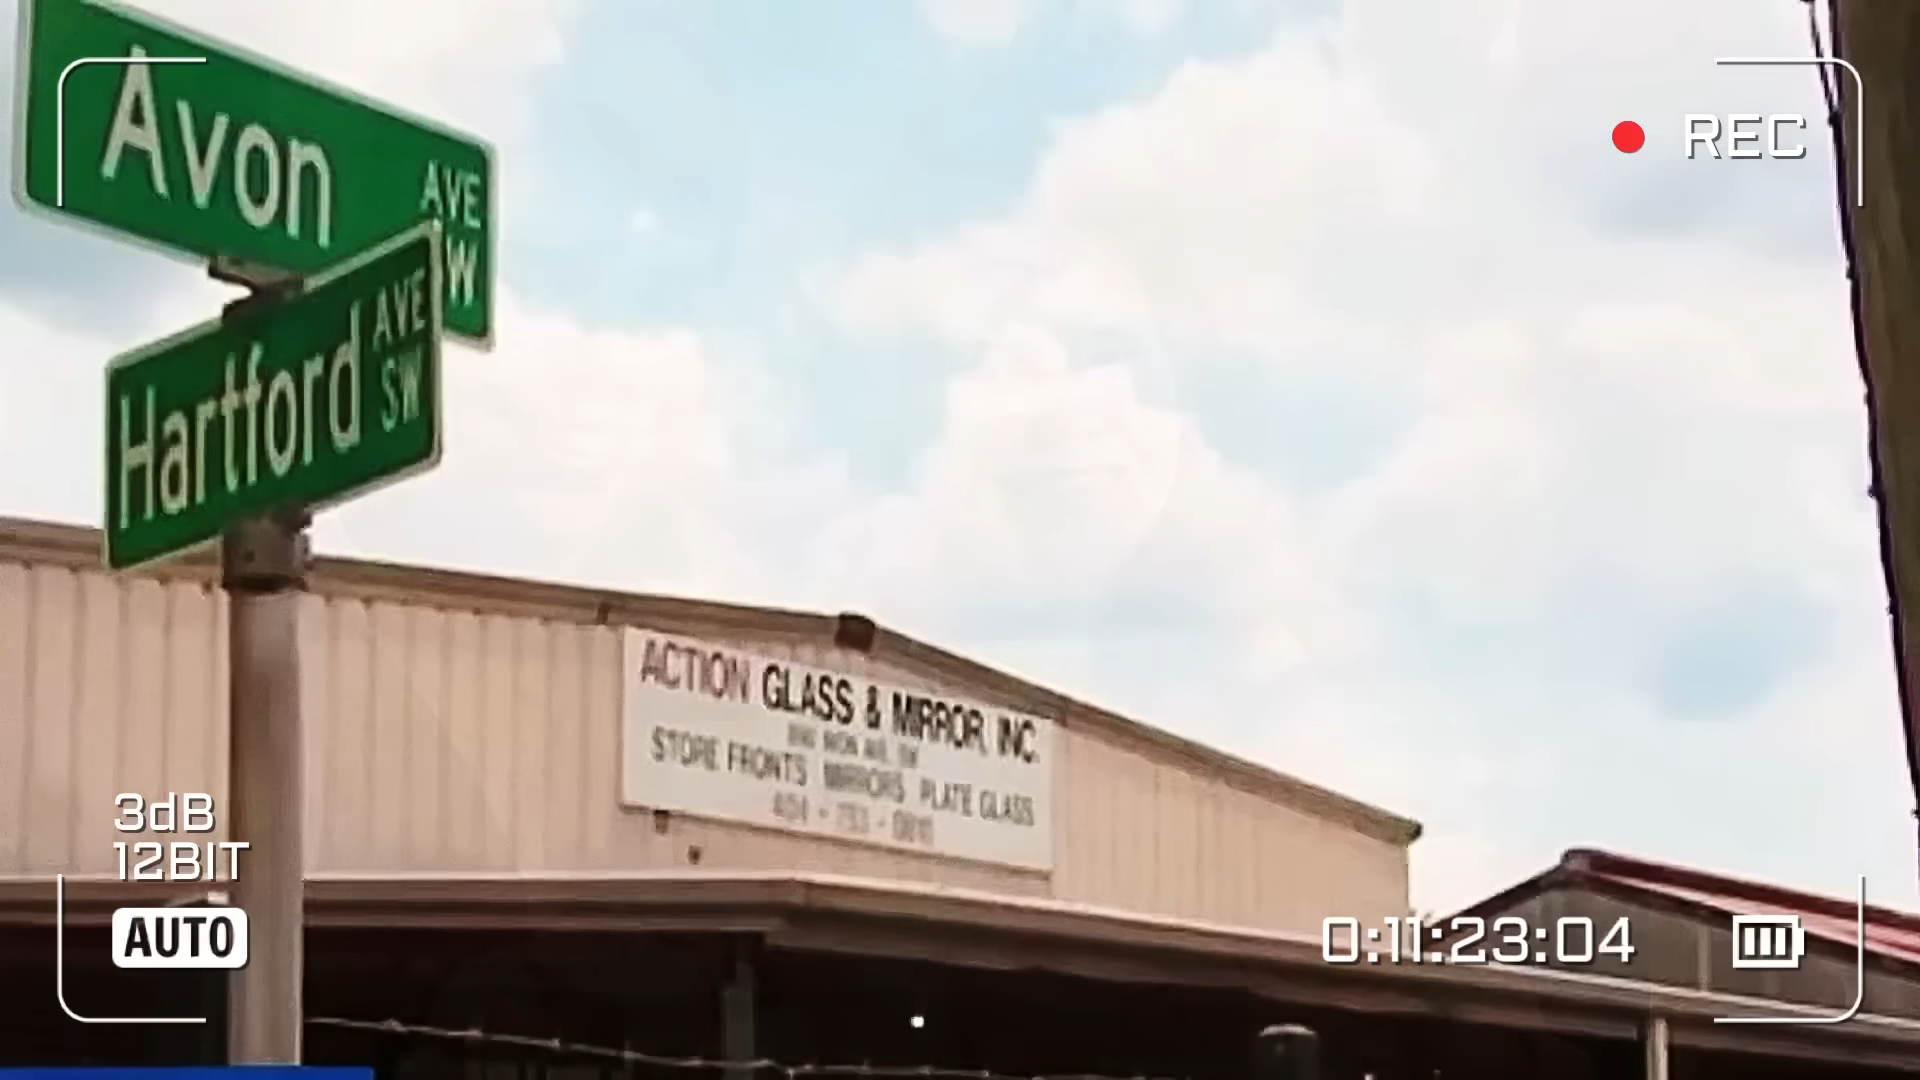 Avon AVE SW
Hartford AVE SW
REC
ACTION GLASS & MIRROR, INC.
STORE FRONTS MIRRORS PLATE GLASS
3dB
12BIT
AUTO
0:11:23:04